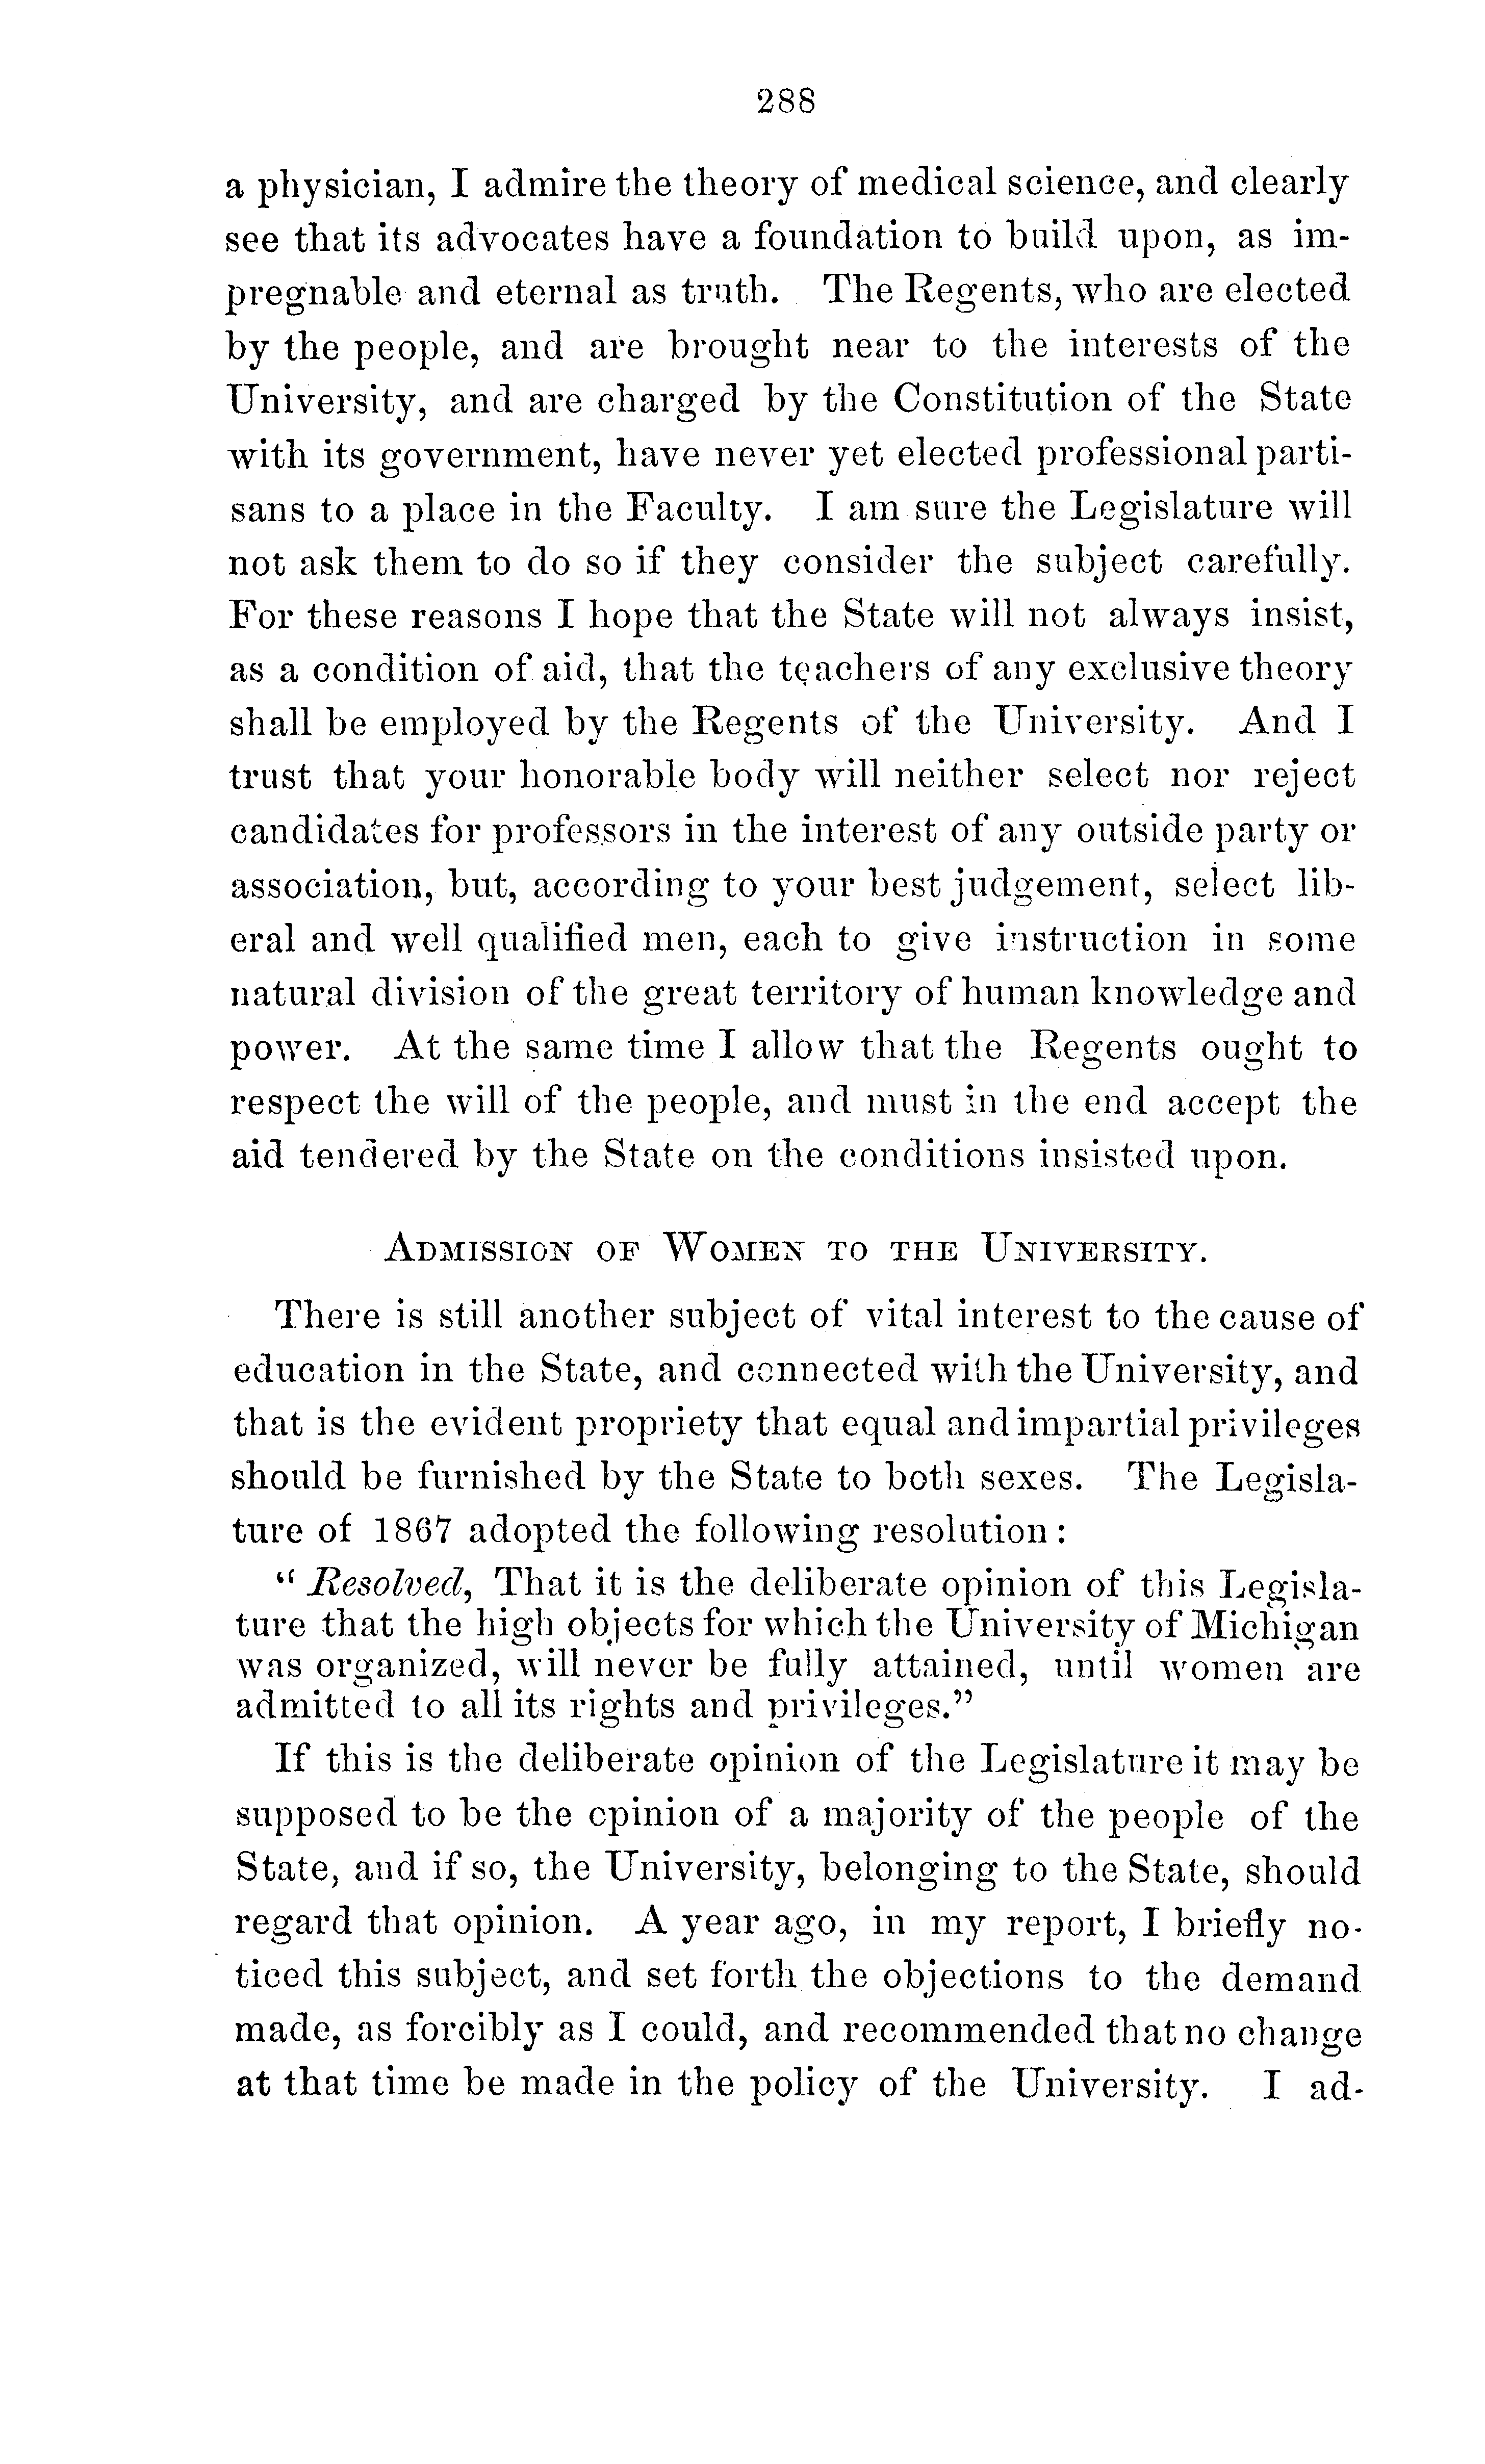 288
a physician, I admire the theory of medical science, and clearly
see that its advocates have a foundation to build upon, as im-
pregnable and eternal as truth. The Regents, who are elected
by the people, and are brought near to the interests of the
University, and are charged by the Constitution of the State
with its government, have never yet elected professional parti-
sans to a place in the Faculty. I am sure the Legislature will
not ask them to do so if they consider the subject carefully.
For these reasons I hope that the State will not always insist,
as a condition of aid, that the teachers of any exclusive theory
shall be employed by the Regents of the University. And I
trust that your honorable body will neither select nor reject
candidates for professors in the interest of any outside party or
association, but, according to your best judgement, select lib-
eral and well qualified men, each to give instruction in some
natural division of the great territory of human knowledge and
power. At the same time I allow that the Regents ought to
respect the will of the people, and must in the end accept the
aid tendered by the State on the conditions insisted upon.
ADMISSION OF WOMEN TO THE UNIVERSITY.
There is still another subject of vital interest to the cause of
education in the State, and connected with the University, and
that is the evident propriety that equal and impartial privileges
should be furnished by the State to both sexes. The Legisla-
ture of 1867 adopted the following resolution:
"Resolved, That it is the deliberate opinion of this Legisla-
ture that the high objects for which the University of Michigan
was organized, will never be fully attained, until women are
admitted to all its rights and privileges."
If this is the deliberate opinion of the Legislature it may be
supposed to be the opinion of a majority of the people of the
State, and if so, the University, belonging to the State, should
regard that opinion. A year ago, in my report, I briefly no-
ticed this subject, and set forth the objections to the demand
made, as forcibly as I could, and recommended that no change
at that time be made in the policy of the University. I ad-